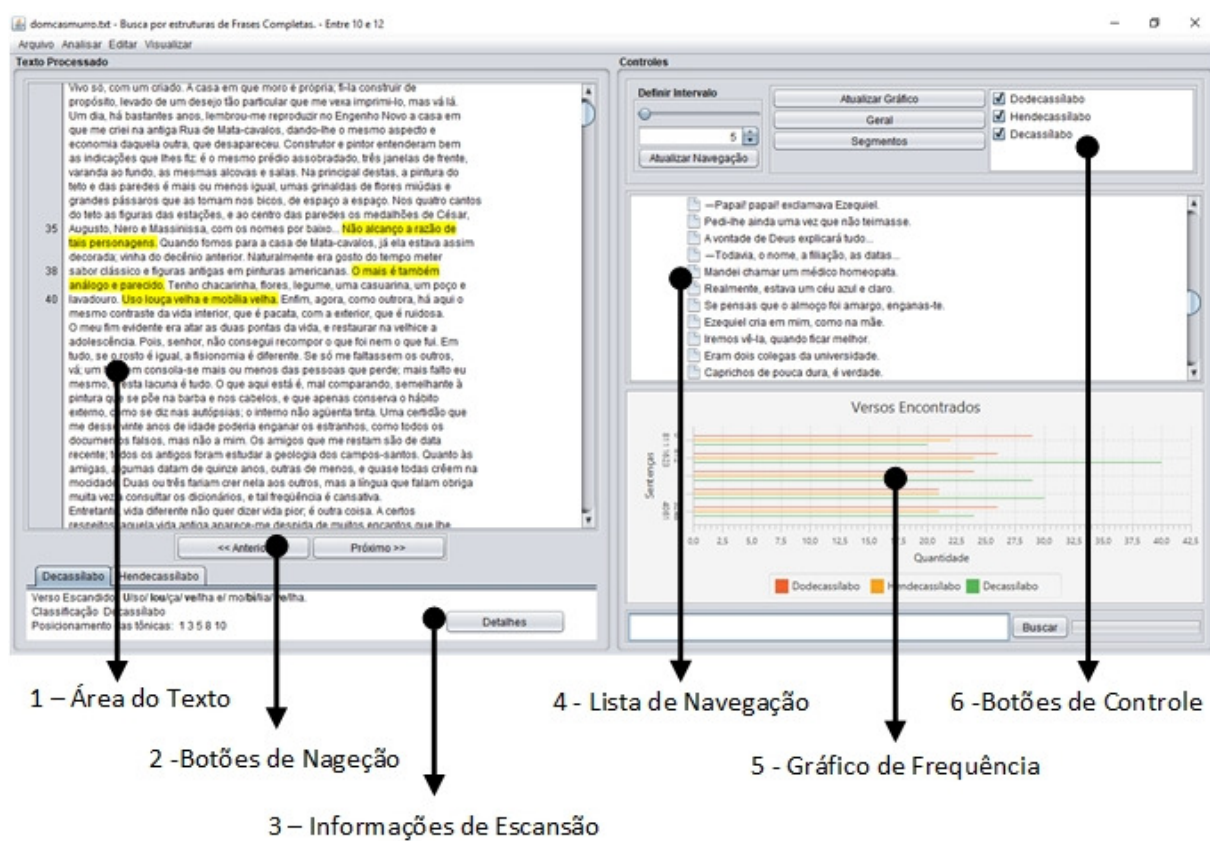 domcasmurro.txt - Busca por estruturas de Frases Completas. - Entre 10 e 12
Arquivo Analisar Editar Visualizar
Texto Processado
Vivo só, com um criado. A casa em que moro é própria; fi-la construir de
propósito, levado de um desejo tão particular que me vexa imprimi-lo, mas vá lá.
Um dia, há bastantes anos, lembrou-me reproduzir no Engenho Novo a casa em
que me criei na antiga Rua de Mata-cavalos, dando-lhe o mesmo aspecto e
economia daquela outra, que desapareceu. Construtor e pintor entenderam bem
as indicações que lhes fiz: é o mesmo prédio assobradado, três janelas de frente,
varanda ao fundo, as mesmas alcovas e salas. Na principal destas, a pintura do
teto e das paredes é mais ou menos igual, umas grinaldas de flores miúdas e
grandes pássaros que as tomam nos bicos, de espaço a espaço. Nos quatro cantos
do teto as figuras das estações, e ao centro das paredes os medalhões de César,
35 Augusto, Nero e Massinissa, com os nomes por baixo... Não alcanço a razão de
tais personagens. Quando fomos para a casa de Mata-cavalos, já ela estava assim
decorada; vinha do decênio anterior. Naturalmente era gosto do tempo meter
38 sabor clássico e figuras antigas em pinturas americanas. O mais é também
análogo e parecido. Tenho chacarinha, flores, legume, uma casuarina, um poço e
40 lavadouro. Uso louça velha e mobília velha. Enfim, agora, como outrora, há aqui o
mesmo contraste da vida interior, que é pacata, com a exterior, que é ruidosa.
O meu fim evidente era atar as duas pontas da vida, e restaurar na velhice a
adolescência. Pois, senhor, não consegui recompor o que foi nem o que fui. Em
tudo, se o rosto é igual, a fisionomia é diferente. Se só me faltassem os outros,
vá; um consola-se mais ou menos das pessoas que perde; mais falto eu
mesmo, esta lacuna é tudo. O que aqui está é, mal comparando, semelhante à
pintura que se põe na barba e nos cabelos, e que apenas conserva o hábito
externo, como se diz nas autópsias; o interno não agüenta tinta. Uma certidão que
me desse vinte anos de idade poderia enganar os estranhos, como todos os
documentos falsos, mas não a mim. Os amigos que me restam são de data
recente; todos os antigos foram estudar a geologia dos campos-santos. Quanto às
amigas, algumas datam de quinze anos, outras de menos, e quase todas crêem na
mocidade. Duas ou três fariam crer nela aos outros, mas a língua que falam obriga
muita vez a consultar os dicionários, e tal freqüência é cansativa.
Entretanto, vida diferente não quer dizer vida pior; é outra coisa. A certos
respeitos, aquela vida antiga aparece-me despida de muitos encantos que lhe
<< Anterior Próximo >>
Decassílabo Hendecassílabo
Verso Escandido: U/so/ lou/ça/ ve/lha e/ mo/bí/lia/ ve/lha.
Classificação Decassílabo
Posicionamento das tônicas: 1 3 5 8 10
Detalhes
Controles
Definir Intervalo
5
Atualizar Navegação
Atualizar Gráfico
Geral
Segmentos
Dodecassílabo
Hendecassílabo
Decassílabo
—Papai! papai! exclamava Ezequiel.
Pedi-lhe ainda uma vez que não teimasse.
A vontade de Deus explicará tudo...
—Todavia, o nome, a filiação, as datas...
Mandei chamar um médico homeopata.
Realmente, estava um céu azul e claro.
Se pensas que o almoço foi amargo, enganas-te.
Ezequiel cria em mim, como na mãe.
Iremos vê-la, quando ficar melhor.
Eram dois colegas da universidade.
Caprichos de pouca dura, é verdade.
Versos Encontrados
Sentenças
0,0 2,5 5,0 7,5 10,0 12,5 15,0 17,5 20,0 22,5 25,0 27,5 30,0 32,5 35,0 37,5 40,0 42,5
Quantidade
Dodecassílabo Hendecassílabo Decassílabo
Buscar
1 – Área do Texto
2 -Botões de Nageção
3 – Informações de Escansão
4 - Lista de Navegação
5 - Gráfico de Frequência
6 -Botões de Controle